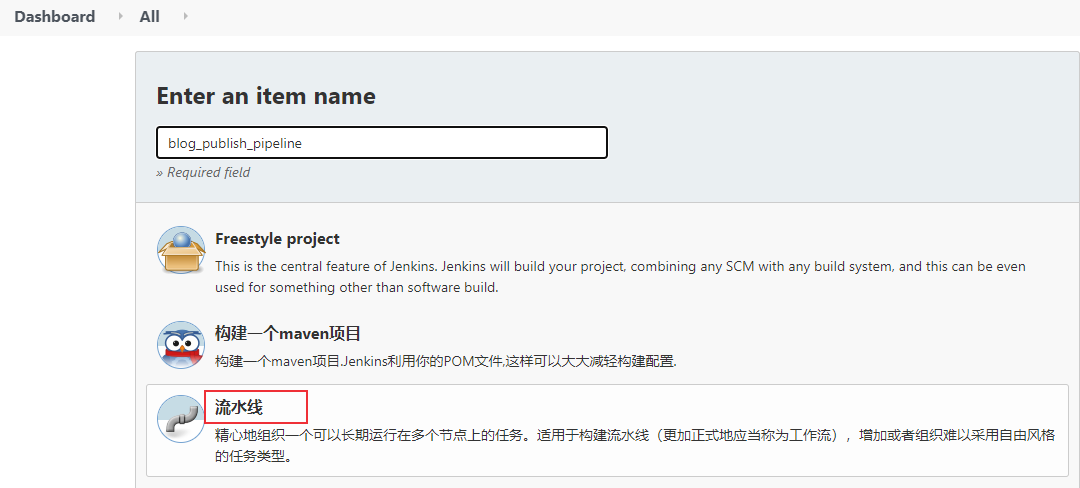 Dashboard All
Enter an item name
blog_publish_pipeline
» Required field
Freestyle project
This is the central feature of Jenkins. Jenkins will build your project, combining any SCM with any build system, and this can be even
used for something other than software build.
构建一个maven项目
构建一个maven项目.Jenkins利用你的POM文件,这样可以大大减轻构建配置.
流水线
精心地组织一个可以长期运行在多个节点上的任务。适用于构建流水线（更加正式地应当称为工作流），增加或者组织难以采用自由风格
的任务类型。